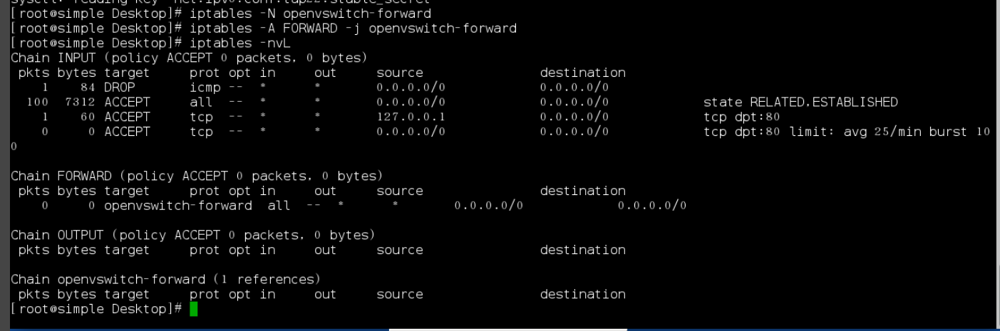 [root@simple Desktop]# iptables -N openvswitch-forward
[root@simple Desktop]# iptables -A FORWARD -j openvswitch-forward
[root@simple Desktop]# iptables -nvL
Chain INPUT (policy ACCEPT 0 packets, 0 bytes)
 pkts bytes target     prot opt in     out     source               destination
    1    84 DROP       icmp --  *      *       0.0.0.0/0            0.0.0.0/0
  100  7312 ACCEPT     all  --  *      *       0.0.0.0/0            0.0.0.0/0            state RELATED,ESTABLISHED
    1    60 ACCEPT     tcp  --  *      *       127.0.0.1            0.0.0.0/0            tcp dpt:80
    0     0 ACCEPT     tcp  --  *      *       0.0.0.0/0            0.0.0.0/0            tcp dpt:80 limit: avg 25/min burst 10
0
Chain FORWARD (policy ACCEPT 0 packets, 0 bytes)
 pkts bytes target     prot opt in     out     source               destination
    0     0 openvswitch-forward  all  --  *      *       0.0.0.0/0            0.0.0.0/0
Chain OUTPUT (policy ACCEPT 0 packets, 0 bytes)
 pkts bytes target     prot opt in     out     source               destination
Chain openvswitch-forward (1 references)
 pkts bytes target     prot opt in     out     source               destination
[root@simple Desktop]#